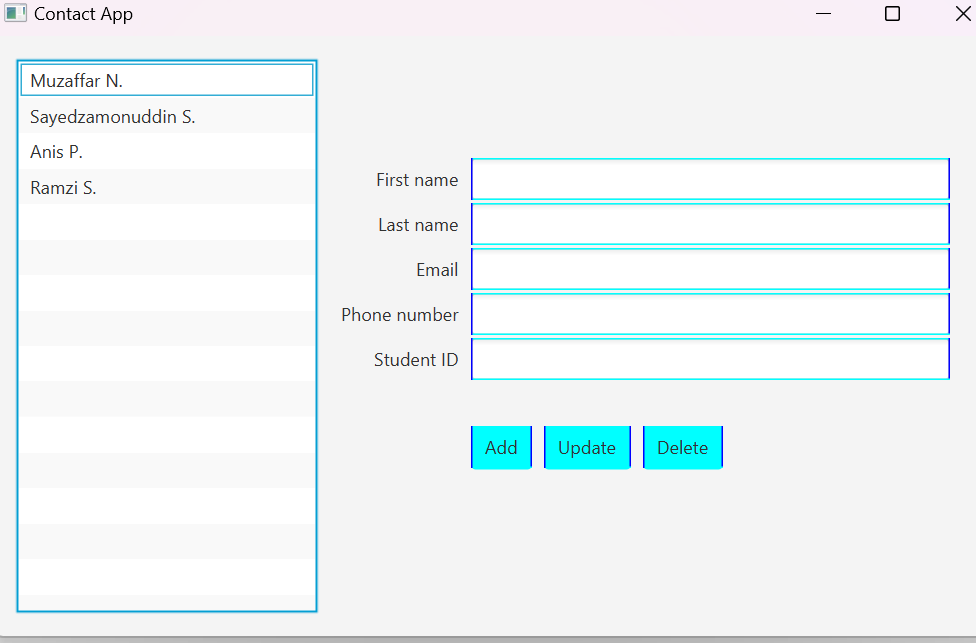 Contact App
Muzaffar N.
Sayedzamonuddin S.
Anis P.
Ramzi S.
First name
Last name
Email
Phone number
Student ID
Add Update Delete